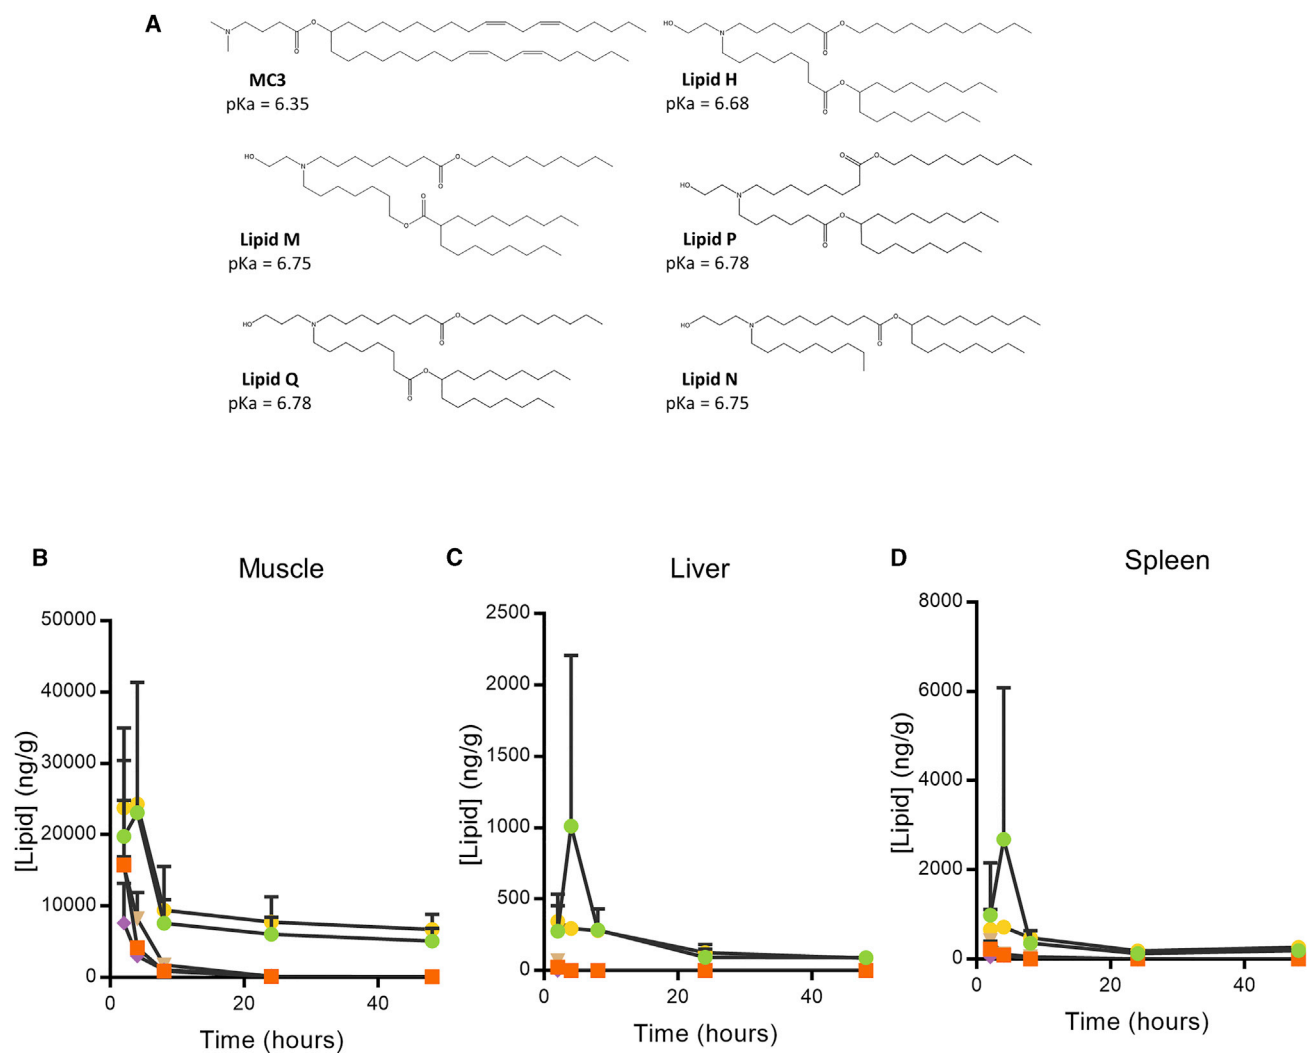 A
N
O
O
MC3
pKa = 6.35
HO
N
O
O
O
O
Lipid H
pKa = 6.68
HO
N
O
O
O
O
Lipid M
pKa = 6.75
O
O
HO
N
O
O
Lipid P
pKa = 6.78
HO
N
O
O
O
O
Lipid Q
pKa = 6.78
HO
N
O
O
Lipid N
pKa = 6.75
B
Muscle
[Lipid] (ng/g)
50000
40000
30000
20000
10000
0
0 20 40
Time (hours)
C
Liver
[Lipid] (ng/g)
2500
2000
1500
1000
500
0
0 20 40
Time (hours)
D
Spleen
[Lipid] (ng/g)
8000
6000
4000
2000
0
0 20 40
Time (hours)